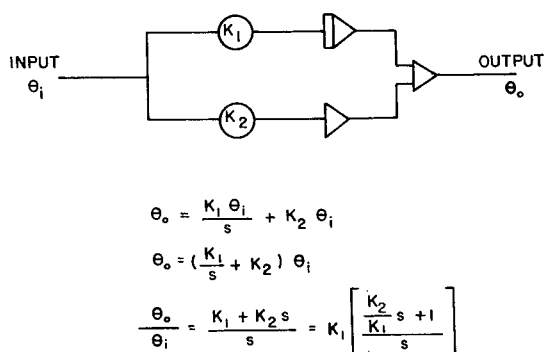 K₁
INPUT
θᵢ
OUTPUT
θₒ
K₂
θₒ = K₁ θᵢ / s + K₂ θᵢ
θₒ = (K₁ / s + K₂) θᵢ
θₒ / θᵢ = K₁ + K₂ s / s = K₁ [ K₂ / K₁ s + 1 / s ]